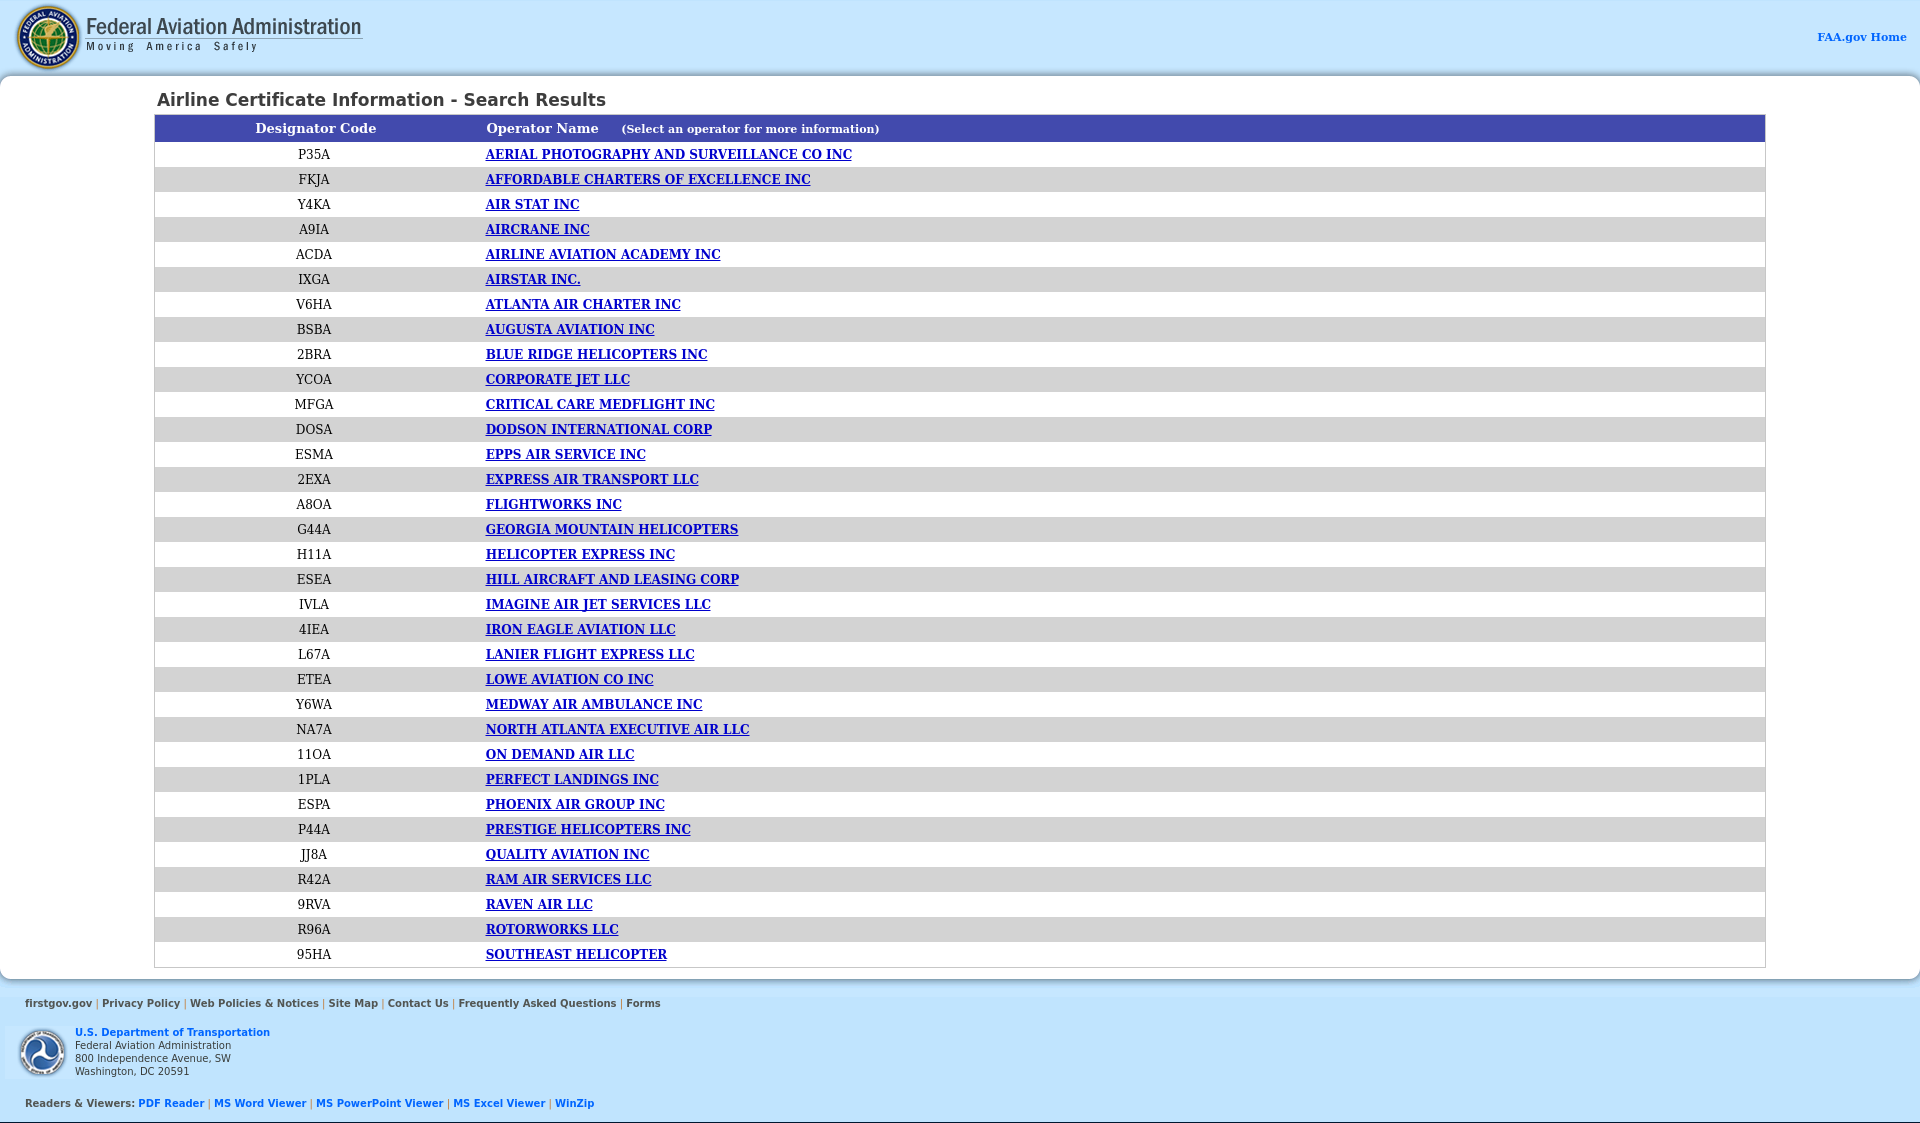 Federal Aviation Administration
Moving America Safely
FAA.gov Home
Airline Certificate Information - Search Results
Designator Code Operator Name (Select an operator for more information)
P35A AERIAL PHOTOGRAPHY AND SURVEILLANCE CO INC
FKJA AFFORDABLE CHARTERS OF EXCELLENCE INC
Y4KA AIR STAT INC
A9IA AIRCRANE INC
ACDA AIRLINE AVIATION ACADEMY INC
IXGA AIRSTAR INC.
V6HA ATLANTA AIR CHARTER INC
BSBA AUGUSTA AVIATION INC
2BRA BLUE RIDGE HELICOPTERS INC
YCOA CORPORATE JET LLC
MFGA CRITICAL CARE MEDFLIGHT INC
DOSA DODSON INTERNATIONAL CORP
ESMA EPPS AIR SERVICE INC
2EXA EXPRESS AIR TRANSPORT LLC
A8OA FLIGHTWORKS INC
G44A GEORGIA MOUNTAIN HELICOPTERS
H11A HELICOPTER EXPRESS INC
ESEA HILL AIRCRAFT AND LEASING CORP
IVLA IMAGINE AIR JET SERVICES LLC
4IEA IRON EAGLE AVIATION LLC
L67A LANIER FLIGHT EXPRESS LLC
ETEA LOWE AVIATION CO INC
Y6WA MEDWAY AIR AMBULANCE INC
NA7A NORTH ATLANTA EXECUTIVE AIR LLC
11OA ON DEMAND AIR LLC
1PLA PERFECT LANDINGS INC
ESPA PHOENIX AIR GROUP INC
P44A PRESTIGE HELICOPTERS INC
JJ8A QUALITY AVIATION INC
R42A RAM AIR SERVICES LLC
9RVA RAVEN AIR LLC
R96A ROTORWORKS LLC
95HA SOUTHEAST HELICOPTER
firstgov.gov | Privacy Policy | Web Policies & Notices | Site Map | Contact Us | Frequently Asked Questions | Forms
U.S. Department of Transportation
Federal Aviation Administration
800 Independence Avenue, SW
Washington, DC 20591
Readers & Viewers: PDF Reader | MS Word Viewer | MS PowerPoint Viewer | MS Excel Viewer | WinZip